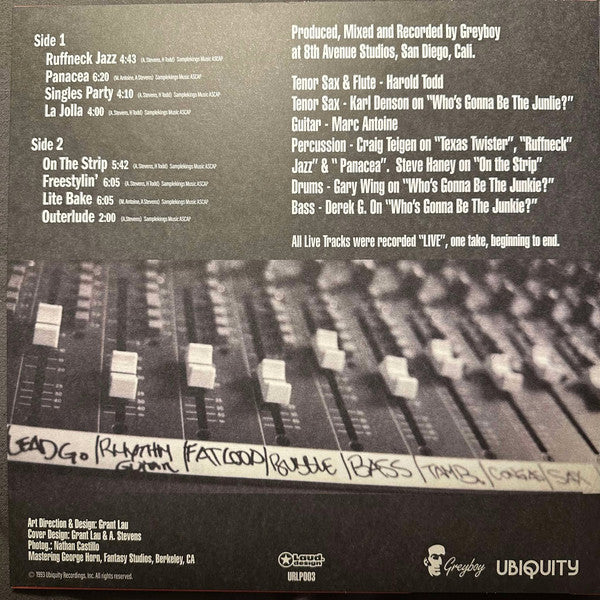 Side 1
Ruffneck Jazz 4:43 (A. Stevens, H Todd) Samplekings Music ASCAP
Panacea 6:20 (M. Antoine, A Stevens) Samplekings Music ASCAP
Singles Party 4:10 (A. Stevens, H Todd) Samplekings Music ASCAP
La Jolla 4:00 (A. Stevens, H Todd) Samplekings Music ASCAP
Side 2
On The Strip 5:42 (A. Stevens, H Todd) Samplekings Music ASCAP
Freestylin' 6:05 (A. Stevens, H Todd) Samplekings Music ASCAP
Lite Bake 6:05 (M. Antoine, A Stevens) Samplekings Music ASCAP
Outerlude 2:00 (A. Stevens) Samplekings Music ASCAP
Produced, Mixed and Recorded by Greyboy
at 8th Avenue Studios, San Diego, Cali.
Tenor Sax & Flute - Harold Todd
Tenor Sax - Karl Denson on "Who's Gonna Be The Junlie?"
Guitar - Marc Antoine
Percussion - Craig Telgen on "Texas Twister", "Ruffneck
Jazz" & " Panacea". Steve Haney on "On the Strip"
Drums - Gary Wing on "Who's Gonna Be The Junkie?"
Bass - Derek G. On "Who's Gonna Be The Junkie?"
All Live Tracks were recorded "LIVE", one take, beginning to end.
LEAD G. / RHYTHM / FATCOOD / BUBBLE / BASS / TAMB. / CONGAS / SAX
GUITAR
Art Direction & Design: Grant Lau
Cover Design: Grant Lau & A. Stevens
Photog.: Nathan Castillo
Mastering George Horn, Fantasy Studios, Berkeley, CA
© 1993 Ubiquity Recordings, Inc. All rights reserved.
Laud.
design
URLP003
Greyboy
UBIQUITY